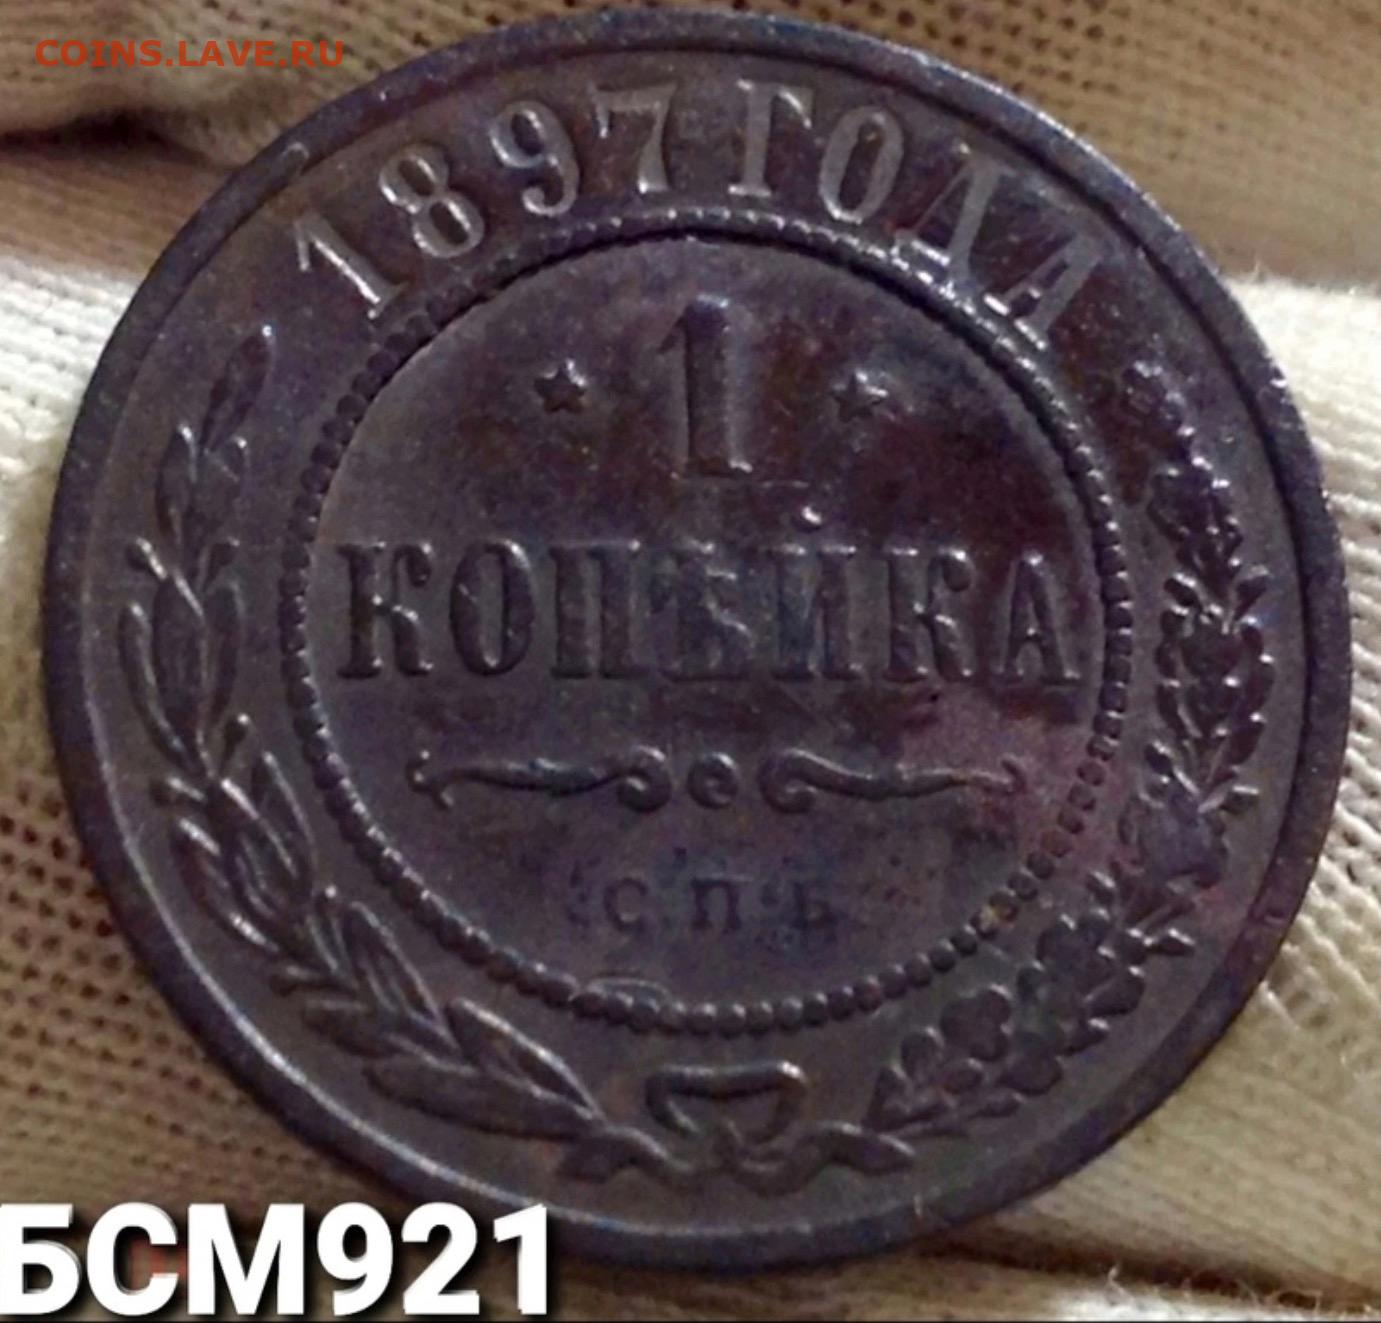 COINS.LAVE.RU
1897 ГОДА
1
КОПѢЙКА
С.П.Б.
БСМ921